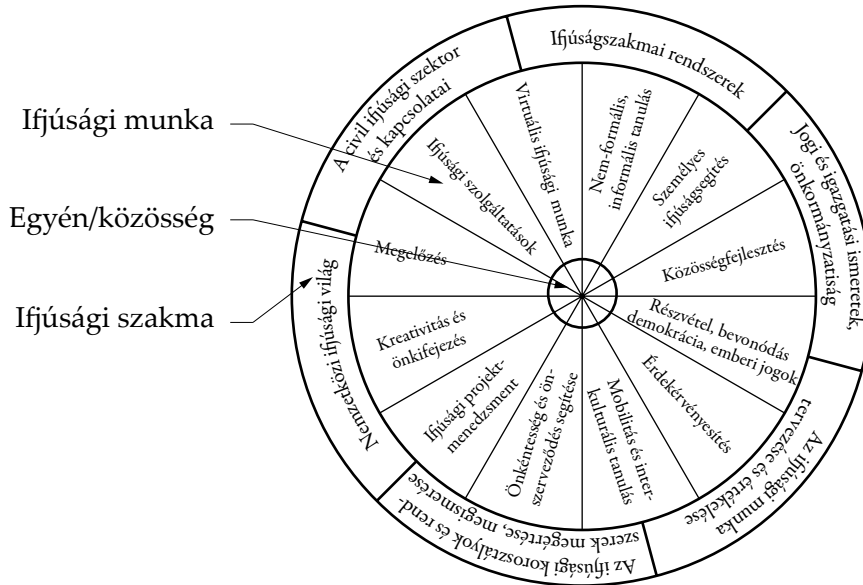 Ifjúsági munka
Egyén/közösség
Ifjúsági szakma
A civil ifjúsági szektor
és kapcsolatai
Ifjúságszakmai rendszerek
Jogi és igazgatási ismeretek,
önkormányzatiság
Az ifjúsági munka
tervezése és értékelése
Az ifjúsági korosztályok és rend-
szerek megértése, megismerése
Nemzetközi ifjúsági világ
Virtuális ifjúsági munka
Nem-formális,
informális tanulás
Személyes
ifjúságsegítés
Közösségfejlesztés
Részvétel, bevonódás
demokrácia, emberi jogok
Érdekérvényesítés
Mobilitás és inter-
kulturális tanulás
Önkéntesség és ön-
szerveződés segítése
Ifjúsági projekt-
menedzsment
Kreativitás és
önkifejezés
Megelőzés
Ifjúsági szolgáltatások